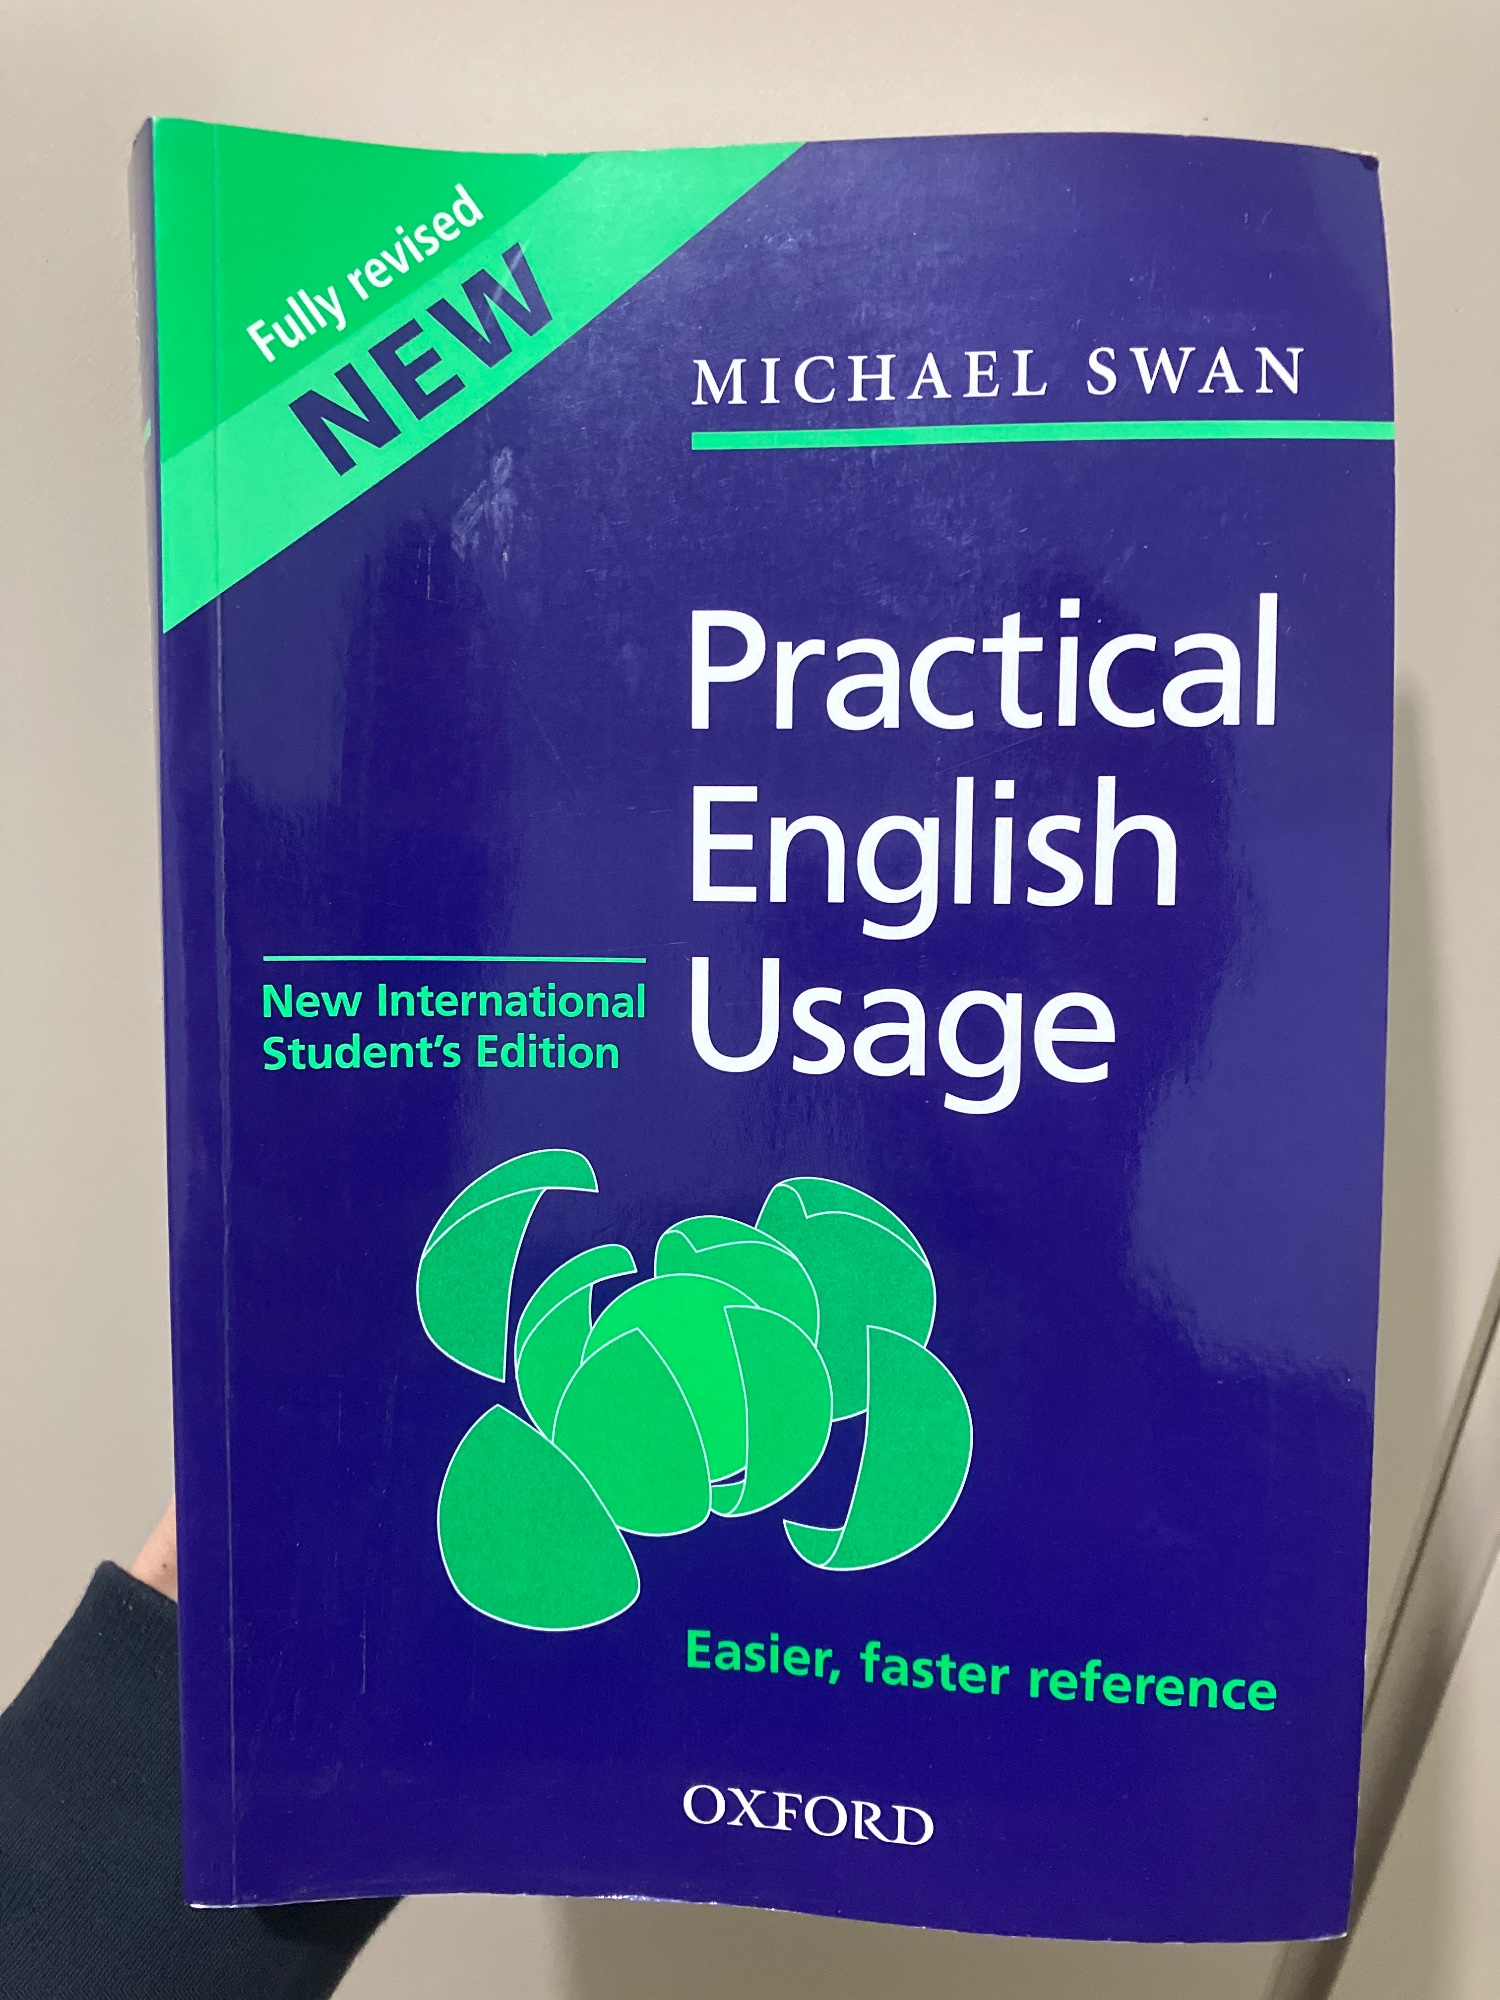 Fully revised
NEW
MICHAEL SWAN
Practical
English
Usage
New International
Student's Edition
Easier, faster reference
OXFORD